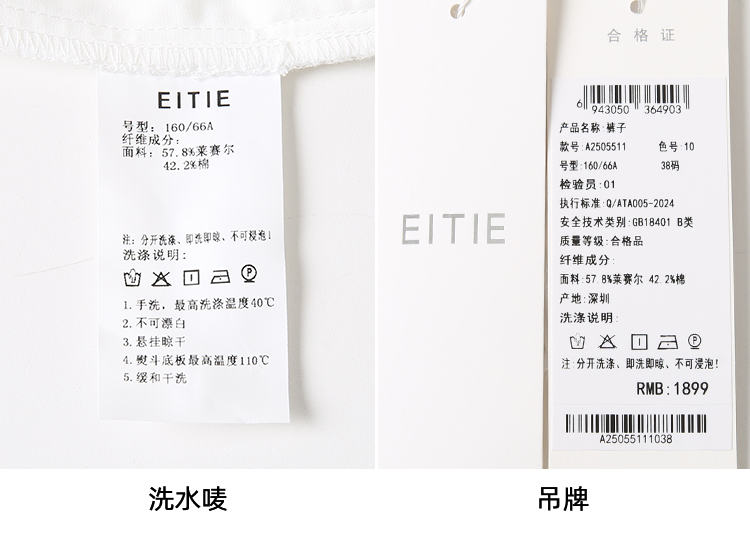 EITIE
号型: 160/66A
纤维成分:
面料: 57.8%莱赛尔
42.2%棉
注: 分开洗涤、即洗即晾、不可浸泡!
洗涤说明:
1.手洗,最高洗涤温度40℃
2.不可漂白
3.悬挂晾干
4.熨斗底板最高温度110℃
5.缓和干洗
洗水唛
EITIE
合格证
6 943050 364903
产品名称:裤子
款号:A2505511 色号:10
号型:160/66A 38码
检验员:01
执行标准:Q/ATA005-2024
安全技术类别:GB18401 B类
质量等级:合格品
纤维成分:
面料:57.8%莱赛尔 42.2%棉
产地:深圳
洗涤说明:
注:分开洗涤、即洗即晾、不可浸泡!
RMB:1899
A25055111038
吊牌